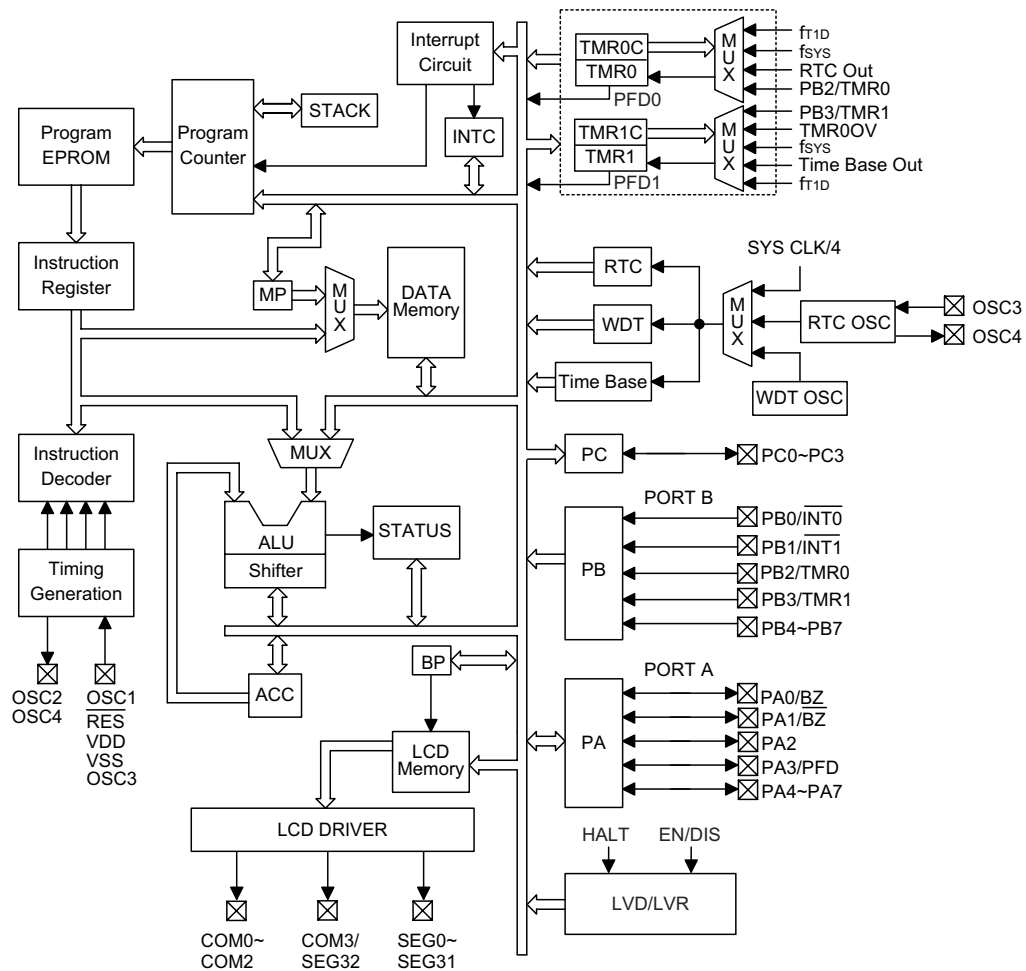 Interrupt
Circuit
STACK
INTC
Program
EPROM
Program
Counter
TMR0C
TMR0
PFD0
MUX
fT1D
fSYS
RTC Out
PB2/TMR0
TMR1C
TMR1
PFD1
MUX
PB3/TMR1
TMR0OV
fSYS
Time Base Out
fT1D
Instruction
Register
MP
MUX
DATA
Memory
RTC
WDT
Time Base
SYS CLK/4
MUX
RTC OSC
WDT OSC
OSC3
OSC4
Instruction
Decoder
MUX
ALU
Shifter
STATUS
PC
PC0~PC3
Timing
Generation
PORT B
PB
PB0/INT0
PB1/INT1
PB2/TMR0
PB3/TMR1
PB4~PB7
OSC2
OSC4
OSC1
RES
VDD
VSS
OSC3
ACC
BP
LCD
Memory
PORT A
PA
PA0/BZ
PA1/BZ
PA2
PA3/PFD
PA4~PA7
LCD DRIVER
COM0~
COM2
COM3/
SEG32
SEG0~
SEG31
HALT
EN/DIS
LVD/LVR